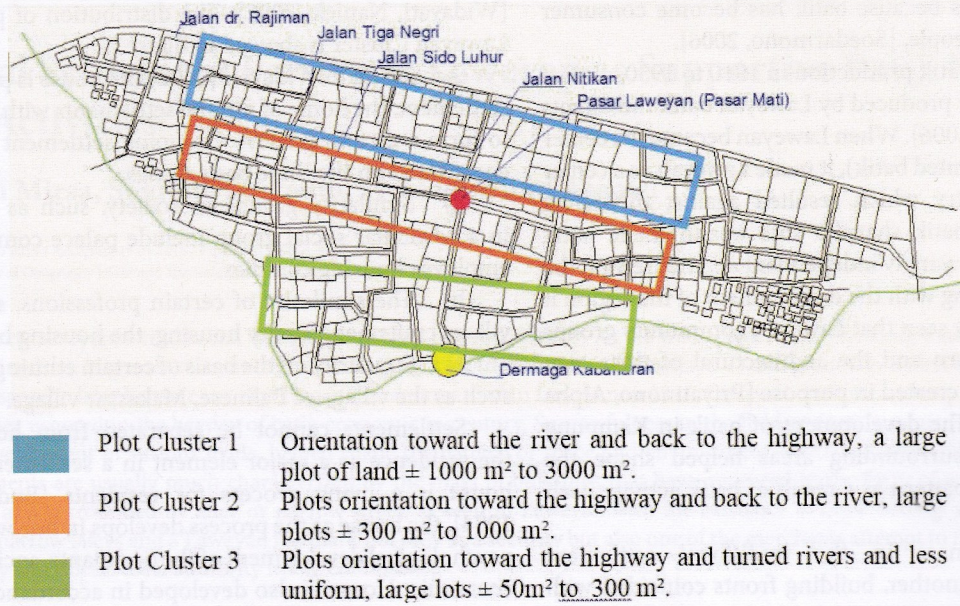 Jalan dr. Rajiman
Jalan Tiga Negri
Jalan Sido Luhur
Jalan Nitikan
Pasar Laweyan (Pasar Mati)
Dermaga Kabanaran
Plot Cluster 1 Orientation toward the river and back to the highway, a large
plot of land ± 1000 m² to 3000 m².
Plot Cluster 2 Plots orientation toward the highway and back to the river, large
plots ± 300 m² to 1000 m².
Plot Cluster 3 Plots orientation toward the highway and turned rivers and less
uniform, large lots ± 50m² to 300 m².